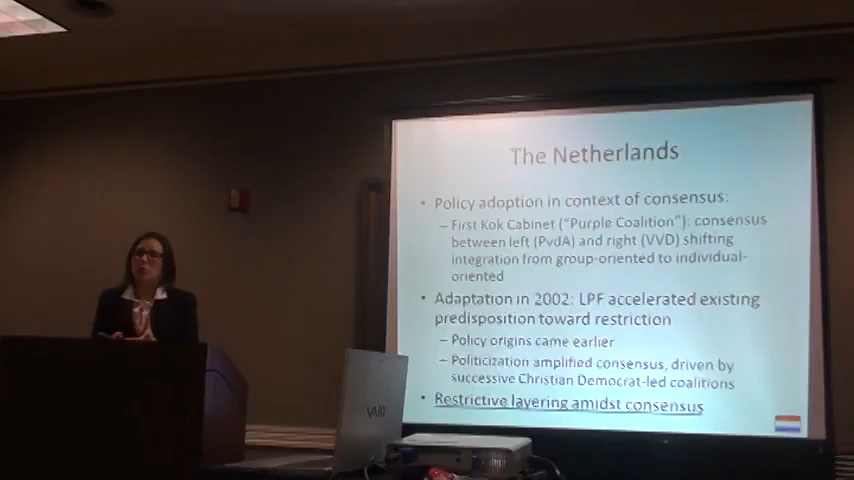 The Netherlands
• Policy adoption in context of consensus:
– First Kok Cabinet ("Purple Coalition"): consensus
between left (PvdA) and right (VVD) shifting
integration from group-oriented to individual-
oriented
• Adaptation in 2002: LPF accelerated existing
predisposition toward restriction
– Policy origins came earlier
– Politicization amplified consensus, driven by
successive Christian Democrat-led coalitions
• Restrictive layering amidst consensus
VAIO